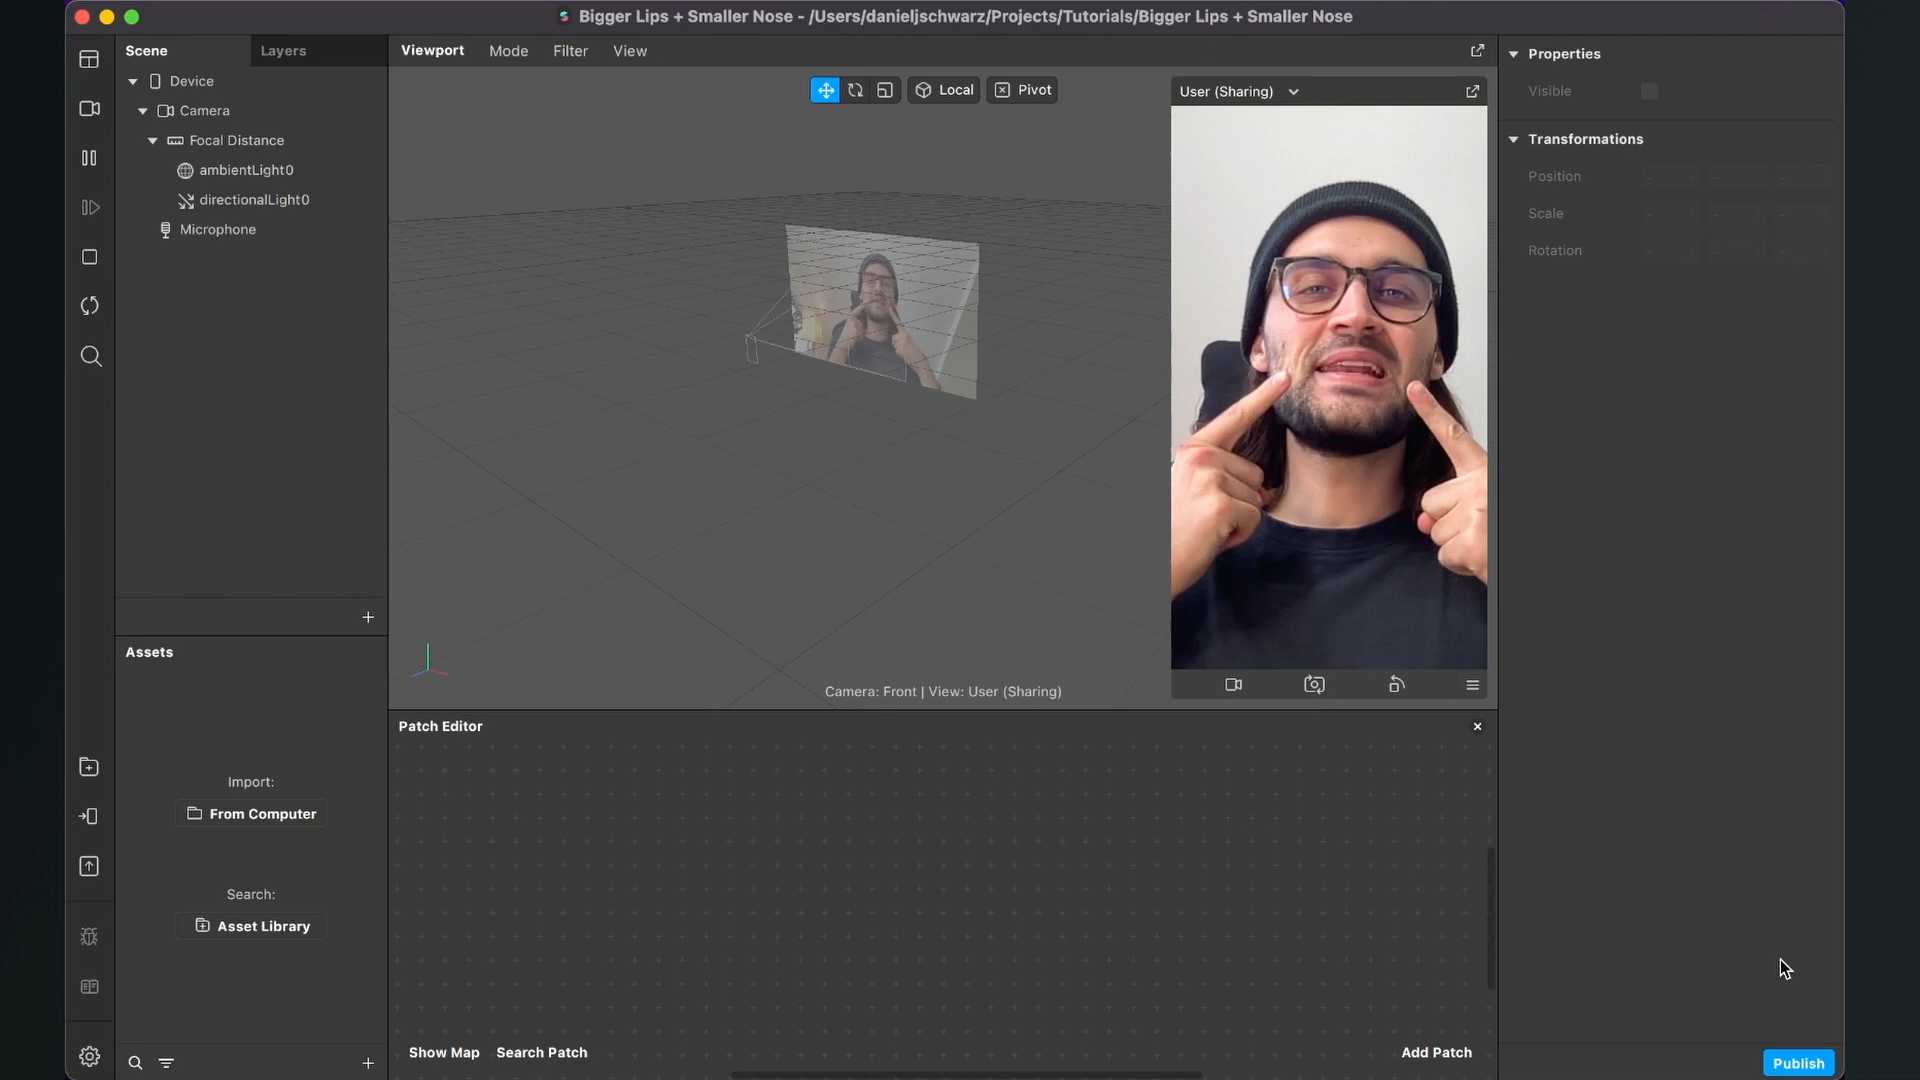 Bigger Lips + Smaller Nose - /Users/danieljschwarz/Projects/Tutorials/Bigger Lips + Smaller Nose
Scene
Layers
Device
Camera
Focal Distance
ambientLight0
directionalLight0
Microphone
Viewport
Mode
Filter
View
Local
Pivot
User (Sharing)
Camera: Front | View: User (Sharing)
Properties
Visible
Transformations
Position
Scale
Rotation
Assets
Import:
From Computer
Search:
Asset Library
Patch Editor
Show Map
Search Patch
Add Patch
Publish